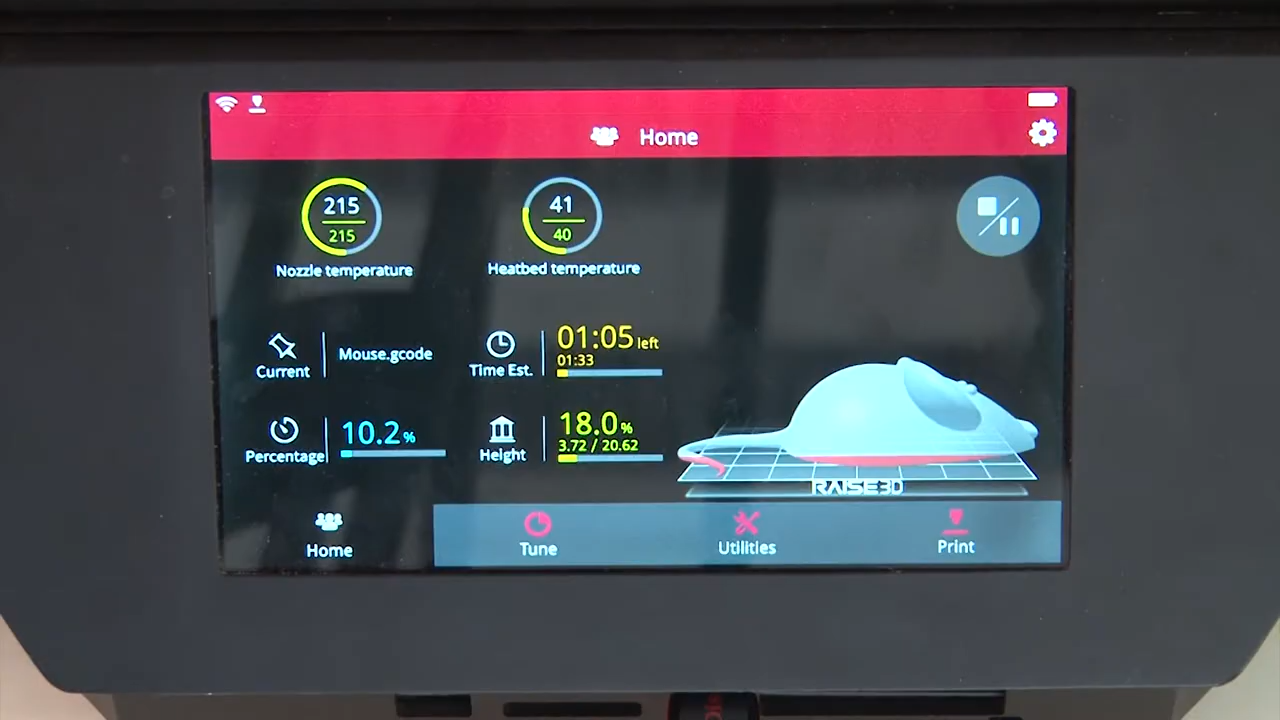 Home
215
215
Nozzle temperature
41
40
Heatbed temperature
Current
Mouse.gcode
Time Est.
01:05 left
01:33
Percentage
10.2%
Height
18.0%
3.72 / 20.62
RAISE3D
Home
Tune
Utilities
Print